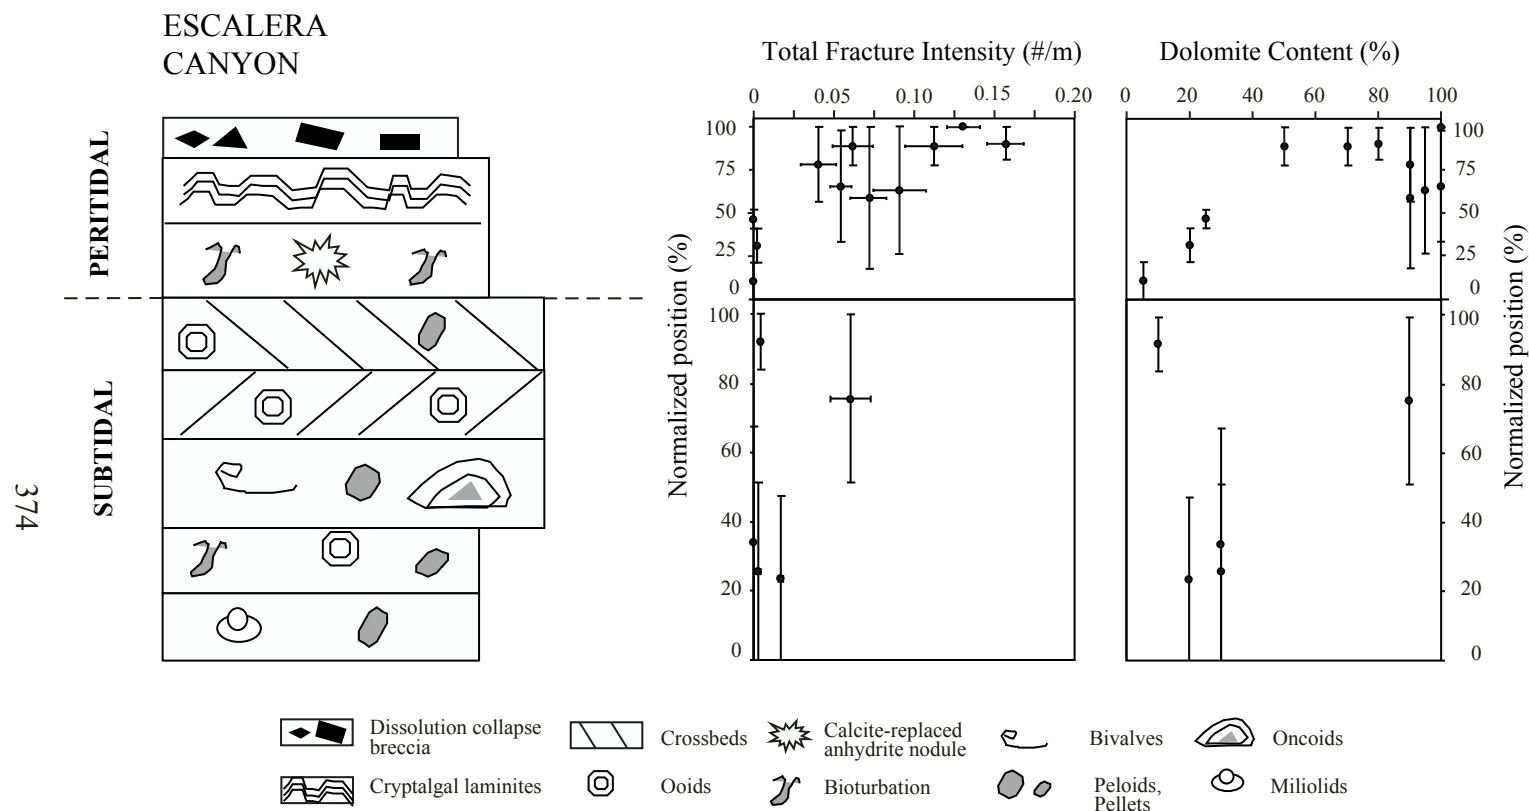 ESCALERA
CANYON
Total Fracture Intensity (#/m)
Dolomite Content (%)
0 0.05 0.10 0.15 0.20
0 20 40 60 80 100
PERITIDAL
SUBTIDAL
374
100
75
50
25
0
100
80
60
40
20
0
Normalized position (%)
100
75
50
25
0
100
80
60
40
20
0
Normalized position (%)
Dissolution collapse
breccia
Crossbeds
Calcite-replaced
anhydrite nodule
Bivalves
Oncoids
Cryptalgal laminites
Ooids
Bioturbation
Peloids,
Pellets
Miliolids